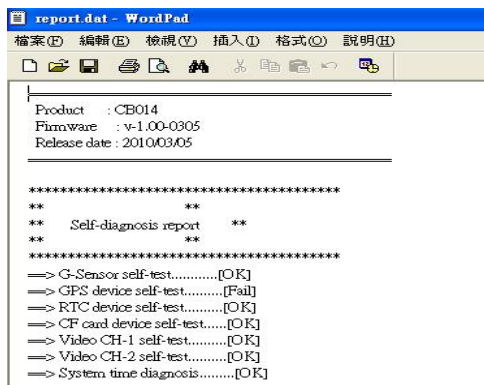 report.dat - WordPad
檔案(F) 編輯(E) 檢視(V) 插入(I) 格式(O) 說明(H)
Product : CB014
Firmware : v-1.00-0305
Release date : 2010/03/05
*****************************************
** **
** Self-diagnosis report **
** **
*****************************************
==> G-Sensor self-test...........[OK]
==> GPS device self-test.........[Fail]
==> RTC device self-test.........[OK]
==> CF card device self-test......[OK]
==> Video CH-1 self-test.........[OK]
==> Video CH-2 self-test.........[OK]
==> System time diagnosis.........[OK]